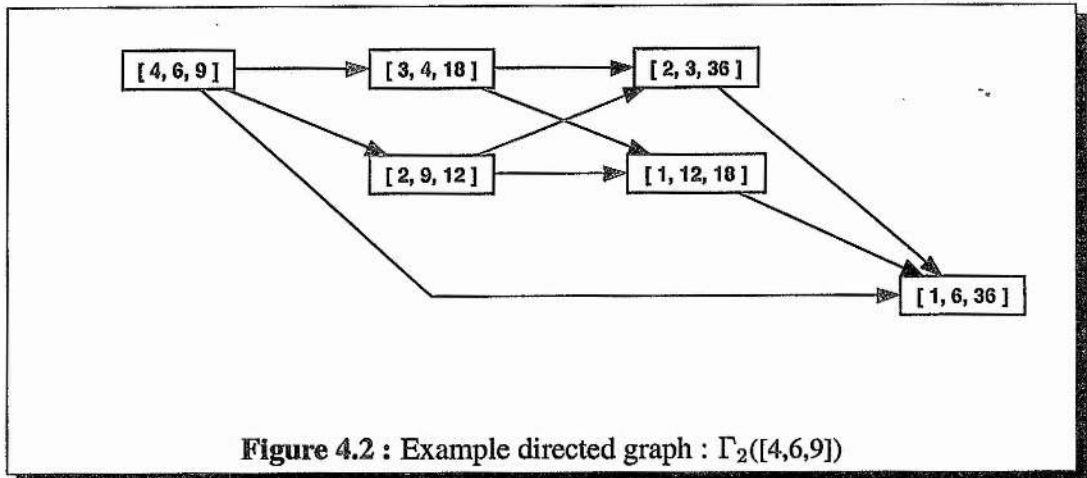 [ 4, 6, 9 ]
[ 3, 4, 18 ]
[ 2, 3, 36 ]
[ 2, 9, 12 ]
[ 1, 12, 18 ]
[ 1, 6, 36 ]
Figure 4.2 : Example directed graph : Γ₂([4,6,9])